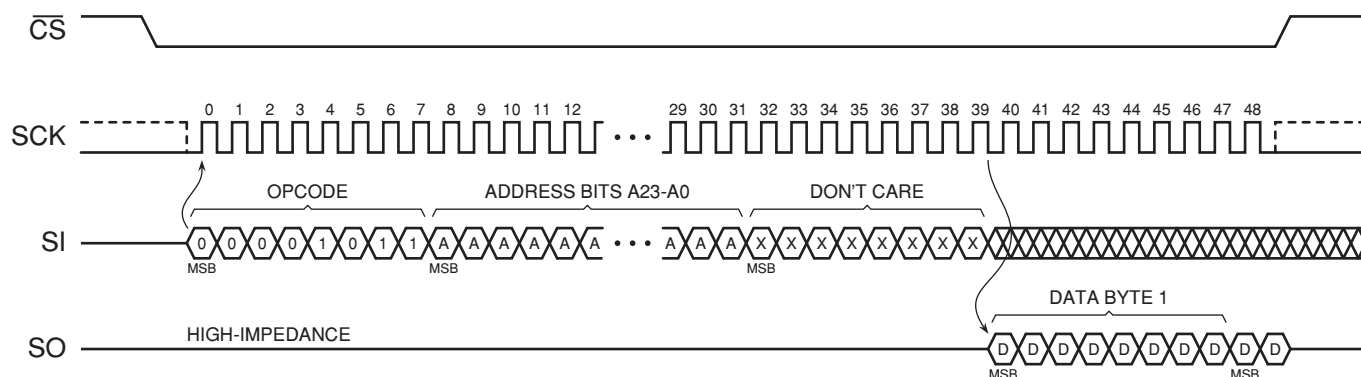 CS
0 1 2 3 4 5 6 7 8 9 10 11 12 29 30 31 32 33 34 35 36 37 38 39 40 41 42 43 44 45 46 47 48
SCK
OPCODE ADDRESS BITS A23-A0 DON'T CARE
SI 0 0 0 0 1 0 1 1 A A A A A A A A A X X X X X X X X
MSB MSB MSB
DATA BYTE 1
HIGH-IMPEDANCE
SO D D D D D D D D D D
MSB MSB